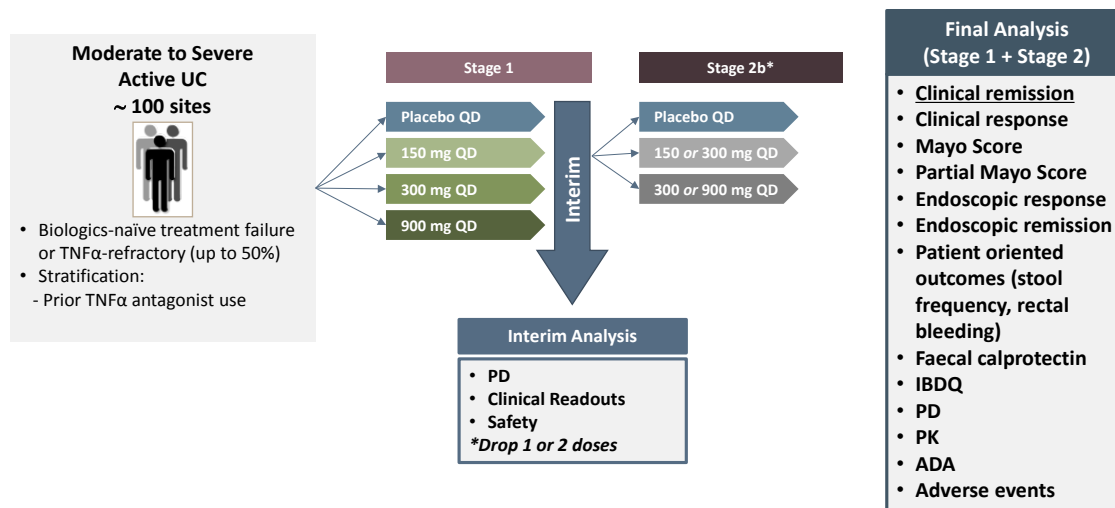 Moderate to Severe
Active UC
~ 100 sites
• Biologics-naïve treatment failure
or TNFα-refractory (up to 50%)
• Stratification:
- Prior TNFα antagonist use
Stage 1
Placebo QD
150 mg QD
300 mg QD
900 mg QD
Interim
Stage 2b*
Placebo QD
150 or 300 mg QD
300 or 900 mg QD
Interim Analysis
• PD
• Clinical Readouts
• Safety
*Drop 1 or 2 doses
Final Analysis
(Stage 1 + Stage 2)
• Clinical remission
• Clinical response
• Mayo Score
• Partial Mayo Score
• Endoscopic response
• Endoscopic remission
• Patient oriented
outcomes (stool
frequency, rectal
bleeding)
• Faecal calprotectin
• IBDQ
• PD
• PK
• ADA
• Adverse events